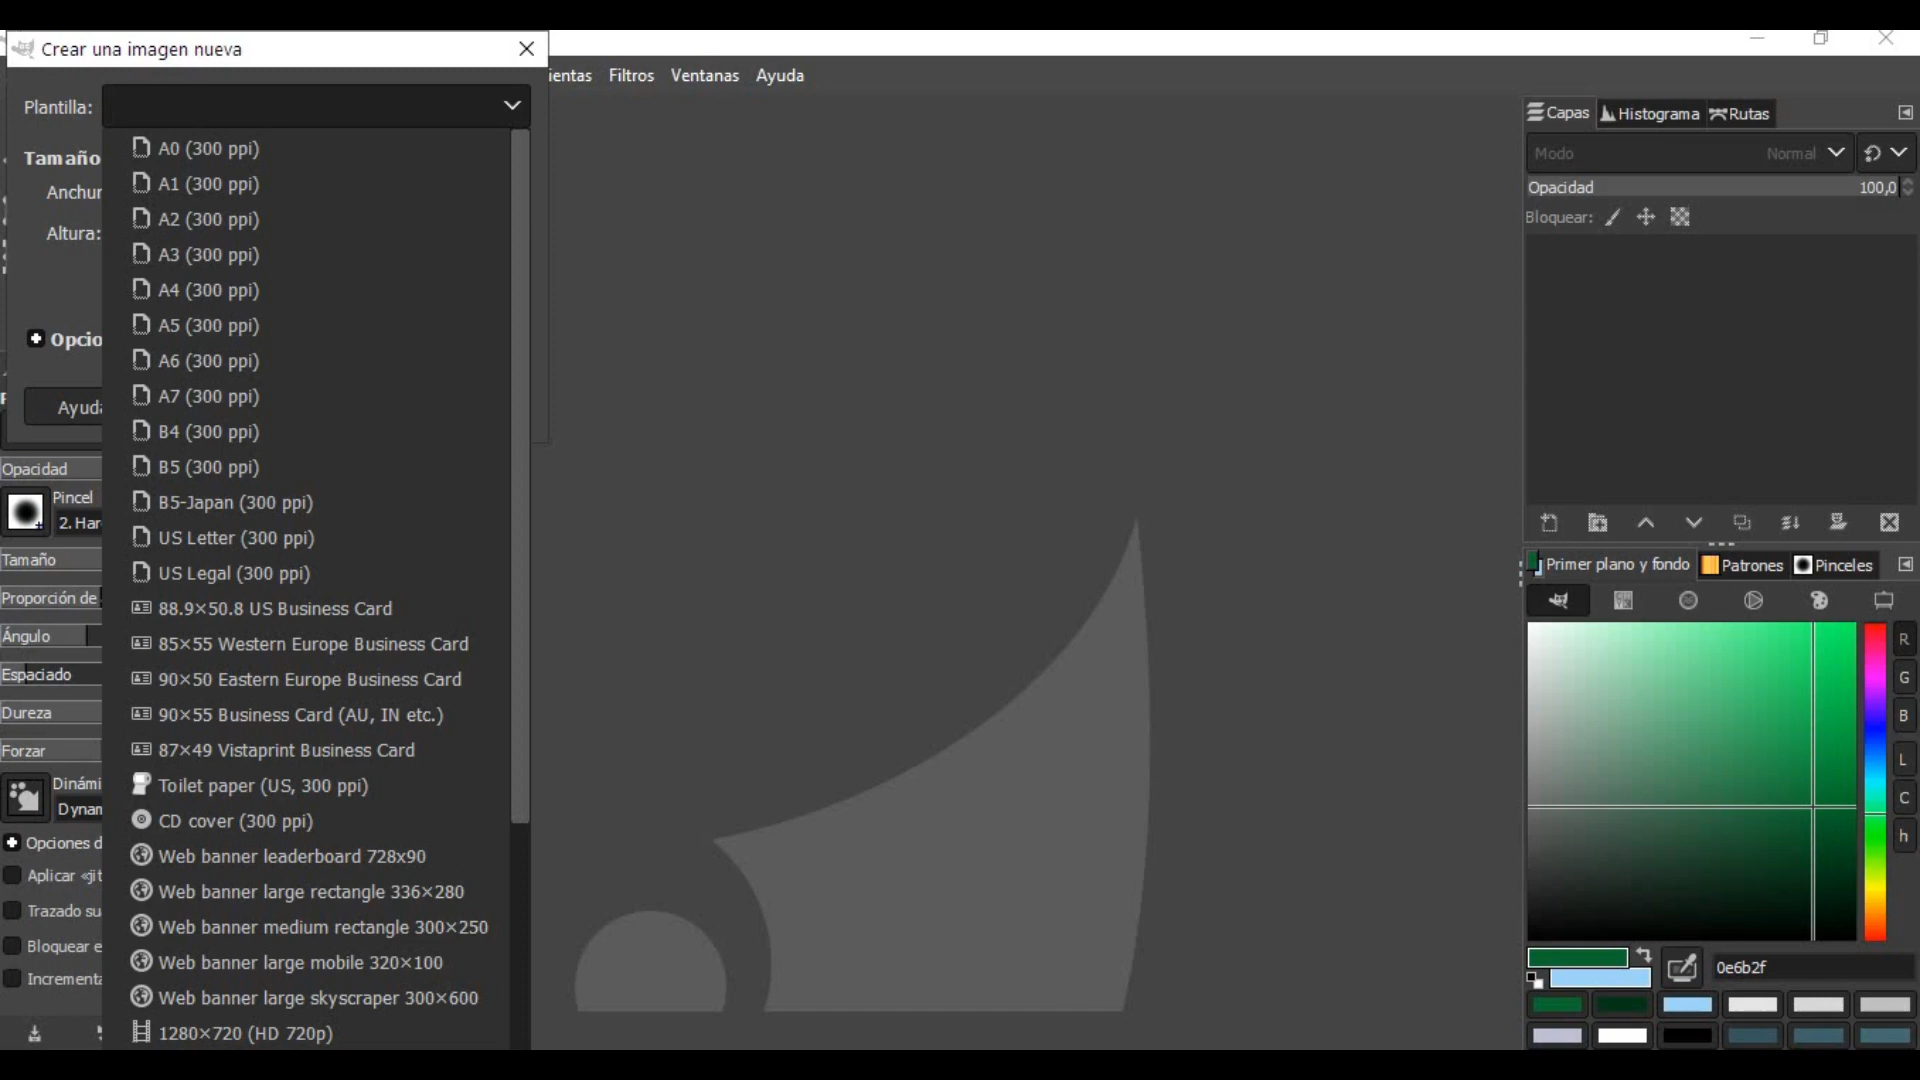 Crear una imagen nueva
Filtros Ventanas Ayuda
Plantilla:
Tamaño
Altura:
A0 (300 ppi)
A1 (300 ppi)
A2 (300 ppi)
A3 (300 ppi)
A4 (300 ppi)
A5 (300 ppi)
A6 (300 ppi)
A7 (300 ppi)
B4 (300 ppi)
B5 (300 ppi)
B5-Japan (300 ppi)
US Letter (300 ppi)
US Legal (300 ppi)
88.9×50.8 US Business Card
85×55 Western Europe Business Card
90×50 Eastern Europe Business Card
90×55 Business Card (AU, IN etc.)
87×49 Vistaprint Business Card
Toilet paper (US, 300 ppi)
CD cover (300 ppi)
Web banner leaderboard 728x90
Web banner large rectangle 336×280
Web banner medium rectangle 300×250
Web banner large mobile 320×100
Web banner large skyscraper 300×600
1280×720 (HD 720p)
Opacidad
Pincel
2. Har
Tamaño
Proporción de
Ángulo
Espaciado
Dureza
Forzar
Dinámi
Dynam
Opciones d
Aplicar «jit
Trazado su
Bloquear e
Incrementa
Capas Histograma Rutas
Modo Normal
Opacidad 100,0
Bloquear:
Primer plano y fondo Patrones Pinceles
R
G
B
L
C
h
0e6b2f